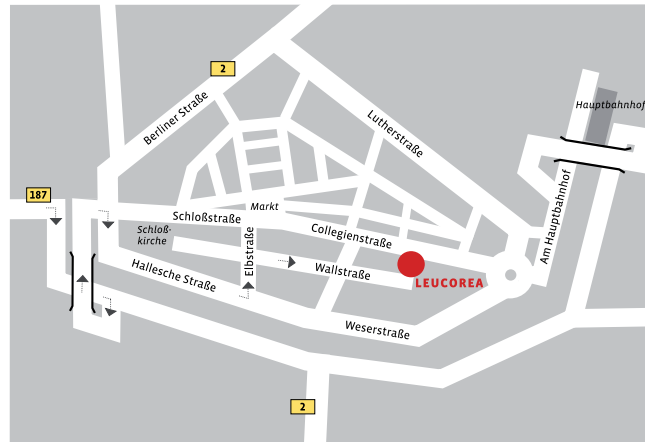 2
Berliner Straße
Lutherstraße
Hauptbahnhof
187
Markt
Schloßstraße
Schloß-
kirche
Collegienstraße
Am Hauptbahnhof
Elbstraße
Wallstraße
LEUCOREA
Hallesche Straße
Weserstraße
2